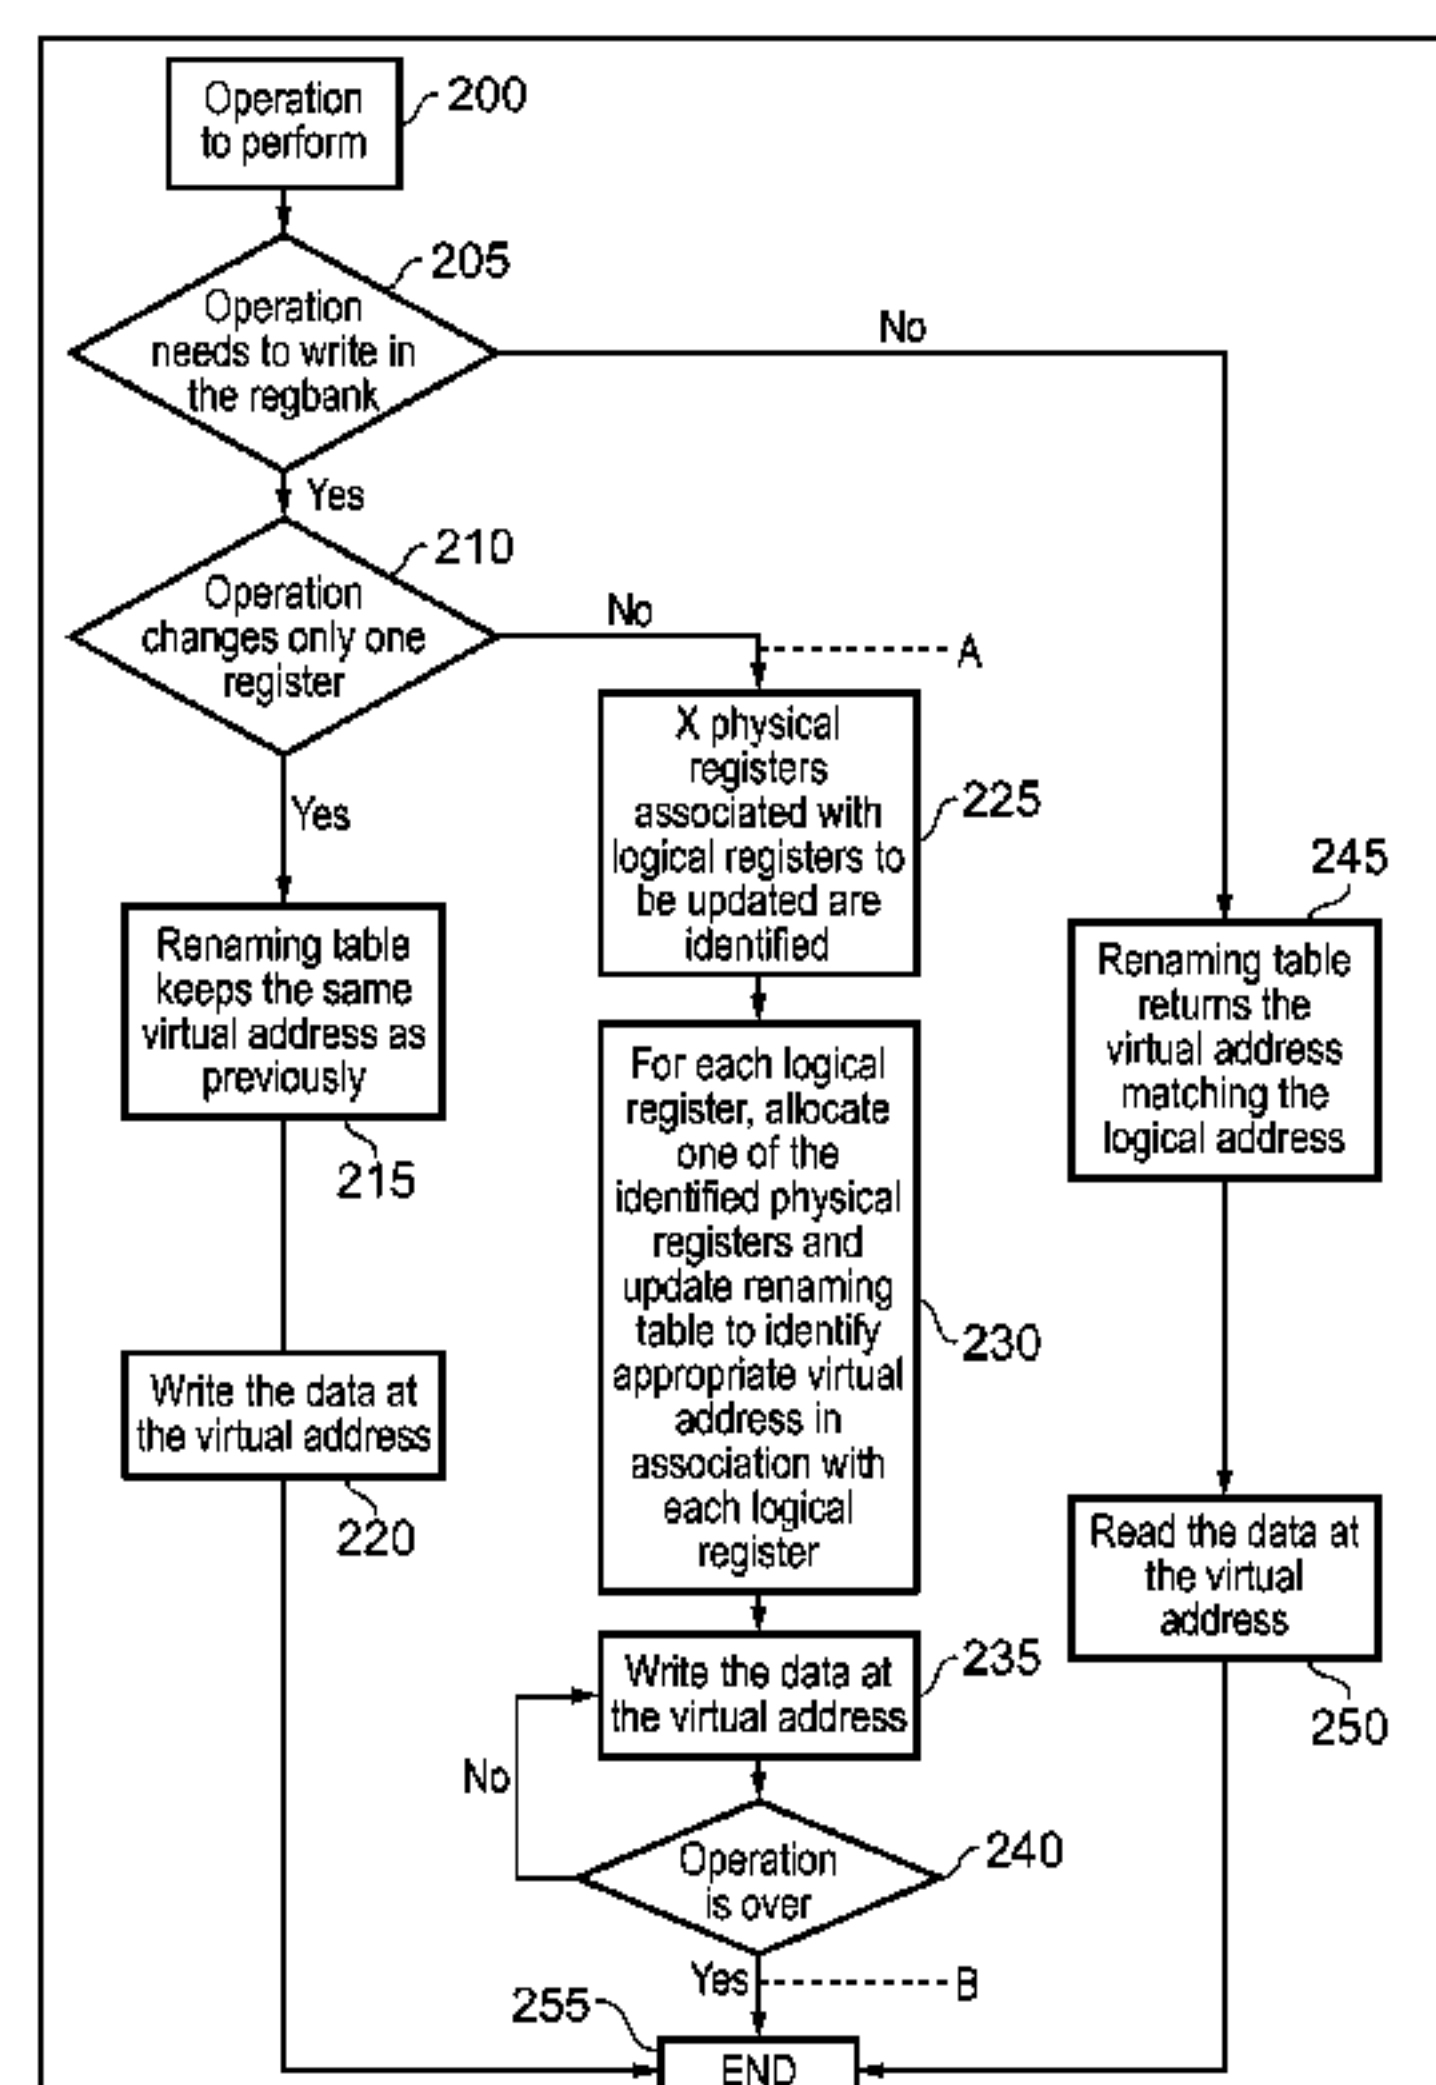 Operation
to perform
200
205
Operation
needs to write in
the regbank
No
Yes
210
Operation
changes only one
register
No
A
Yes
X physical
registers
associated with
logical registers to
be updated are
identified
225
245
Renaming table
keeps the same
virtual address as
previously
215
Renaming table
returns the
virtual address
matching the
logical address
For each logical
register, allocate
one of the
identified physical
registers and
update renaming
table to identify
appropriate virtual
address in
association with
each logical
register
230
Write the data at
the virtual address
220
Read the data at
the virtual
address
250
Write the data at
the virtual address
235
No
Operation
is over
240
Yes
B
255
END